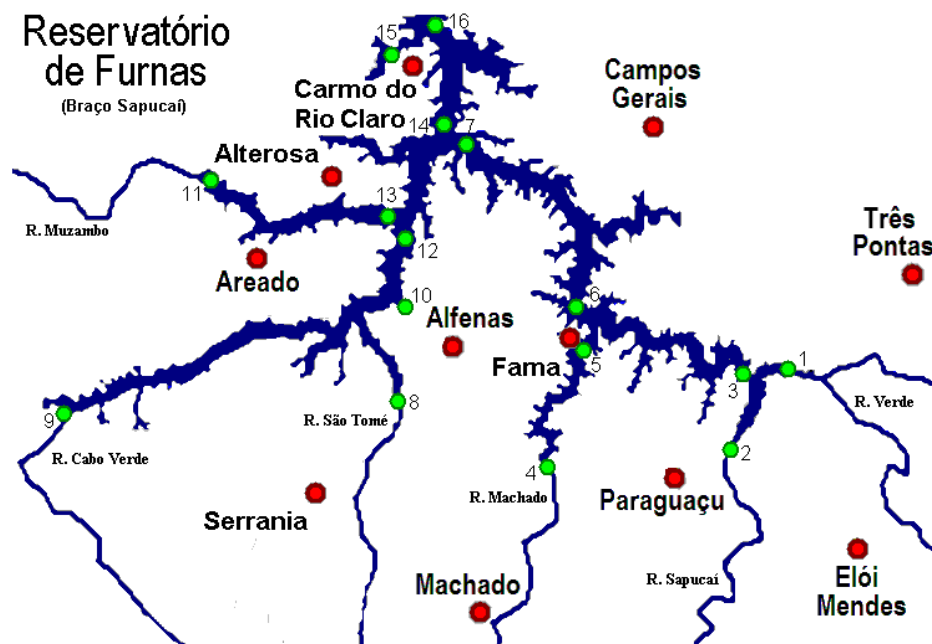 Reservatório
de Furnas
(Braço Sapucaí)
15
16
Carmo do
Rio Claro
14
7
Campos
Gerais
Alterosa
11
13
R. Muzambo
12
Areado
Três
Pontas
10
6
Alfenas
Fama
5
1
3
R. Verde
9
8
R. São Tomé
2
R. Cabo Verde
4
R. Machado
Paraguaçu
Serrania
R. Sapucaí
Elói
Mendes
Machado